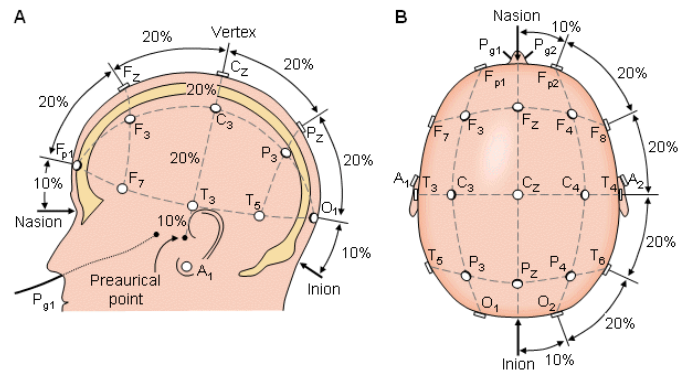 A
Vertex
20%
20%
FZ
CZ
20%
20%
20%
F3
C3
PZ
Fp1
20%
P3
20%
10%
F7
T3
T5
O1
Nasion
10%
10%
Preaurical
point
A1
Inion
Pg1
B
Nasion
10%
Pg1
Pg2
Fp1
Fp2
20%
F7
F3
FZ
F4
F8
20%
A1
T3
C3
CZ
C4
T4
A2
20%
T5
P3
PZ
P4
T6
O1
O2
20%
10%
Inion